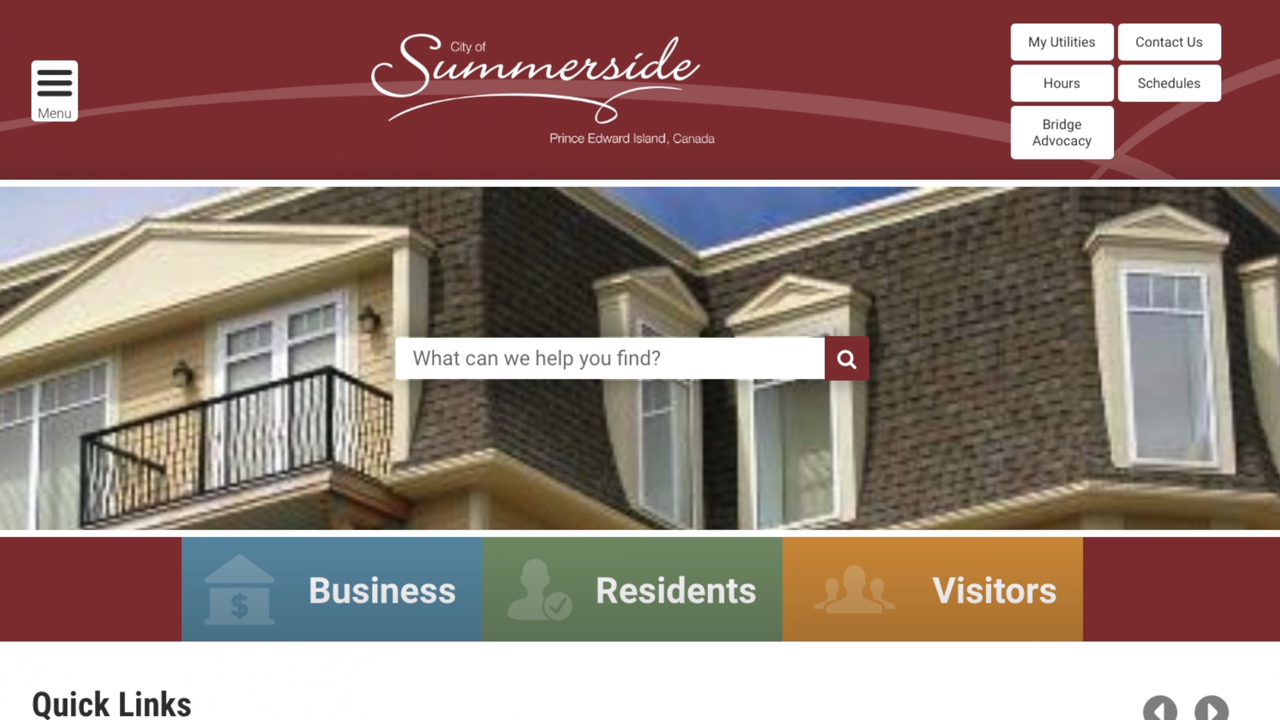 Menu
City of
Summerside
Prince Edward Island, Canada
My Utilities
Contact Us
Hours
Schedules
Bridge
Advocacy
What can we help you find?
$
Business
Residents
Visitors
Quick Links